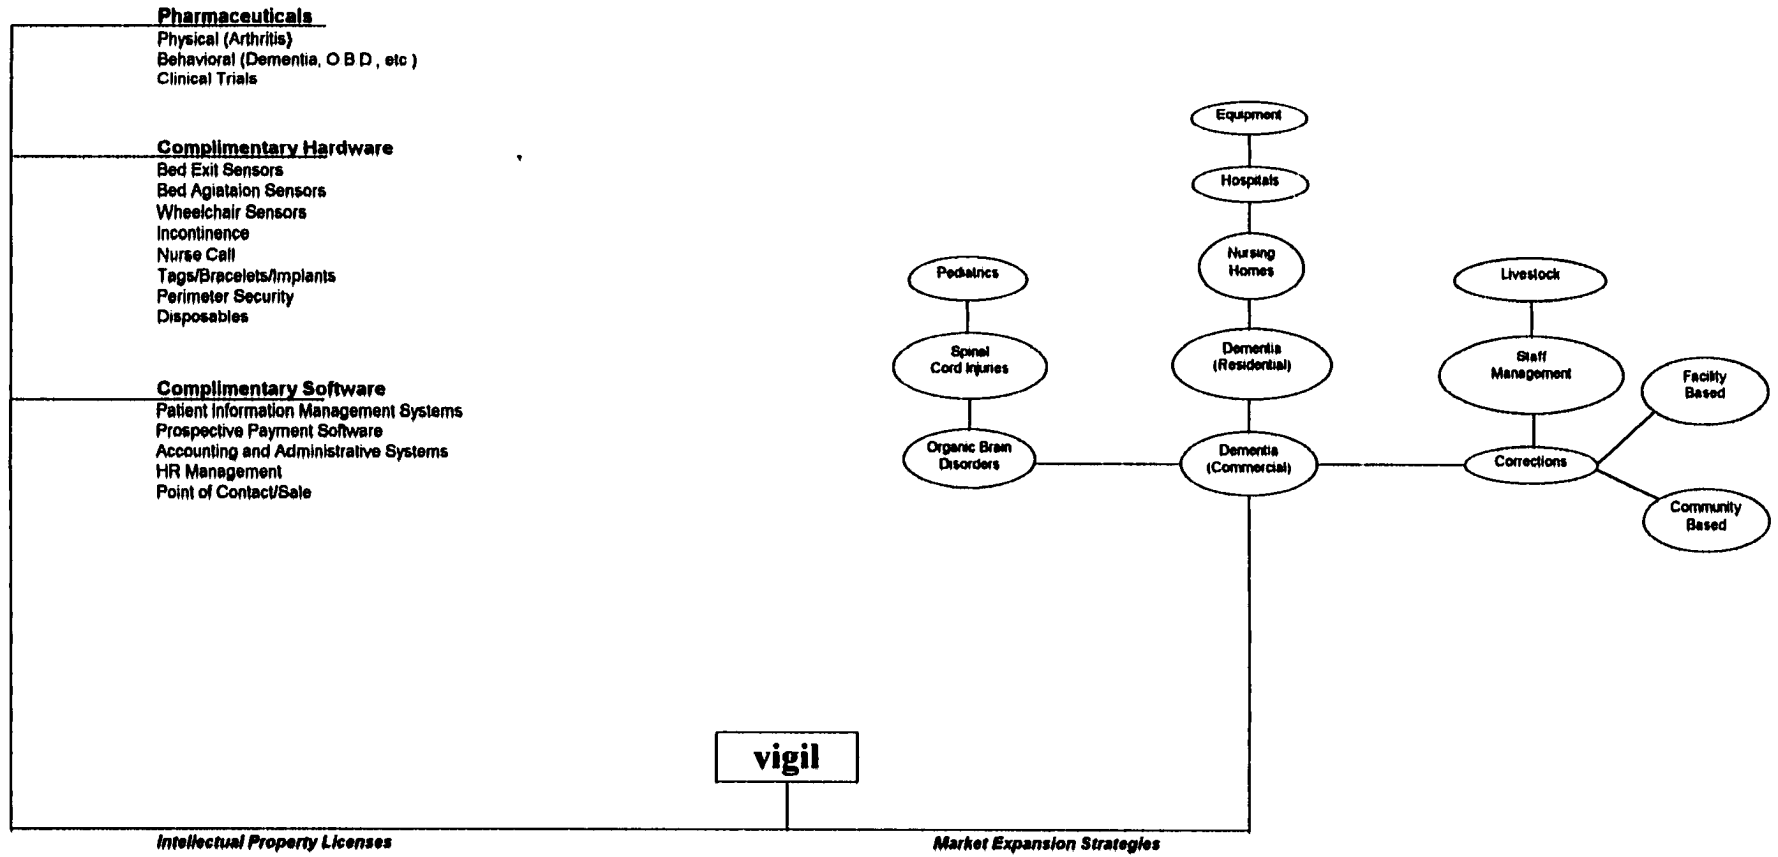 Pharmaceuticals
Physical (Arthritis)
Behavioral (Dementia, O B D , etc )
Clinical Trials
Complimentary Hardware
Bed Exit Sensors
Bed Agiataion Sensors
Wheelchair Sensors
Incontinence
Nurse Call
Tags/Bracelets/Implants
Perimeter Security
Disposables
Complimentary Software
Patient Information Management Systems
Prospective Payment Software
Accounting and Administrative Systems
HR Management
Point of Contact/Sale
Equipment
Hospitals
Nursing
Homes
Dementia
(Residential)
Dementia
(Commercial)
Pediatrics
Spinal
Cord Injuries
Organic Brain
Disorders
Livestock
Staff
Management
Corrections
Facility
Based
Community
Based
vigil
Intellectual Property Licenses
Market Expansion Strategies